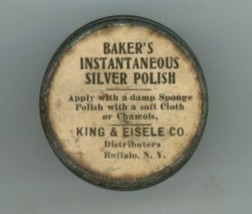 BAKER'S
INSTANTANEOUS
SILVER POLISH
Apply with a damp Sponge
Polish with a soft Cloth
or Chamois,
KING & EISELE CO.
Distributers
Buffalo, N. Y.